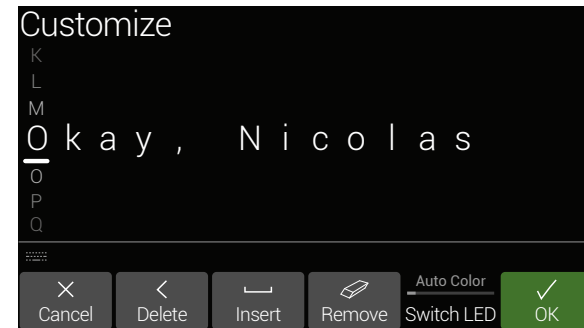 Customize
K
L
M
Okay, Nicolas
O
P
Q
Auto Color
Cancel Delete Insert Remove Switch LED OK